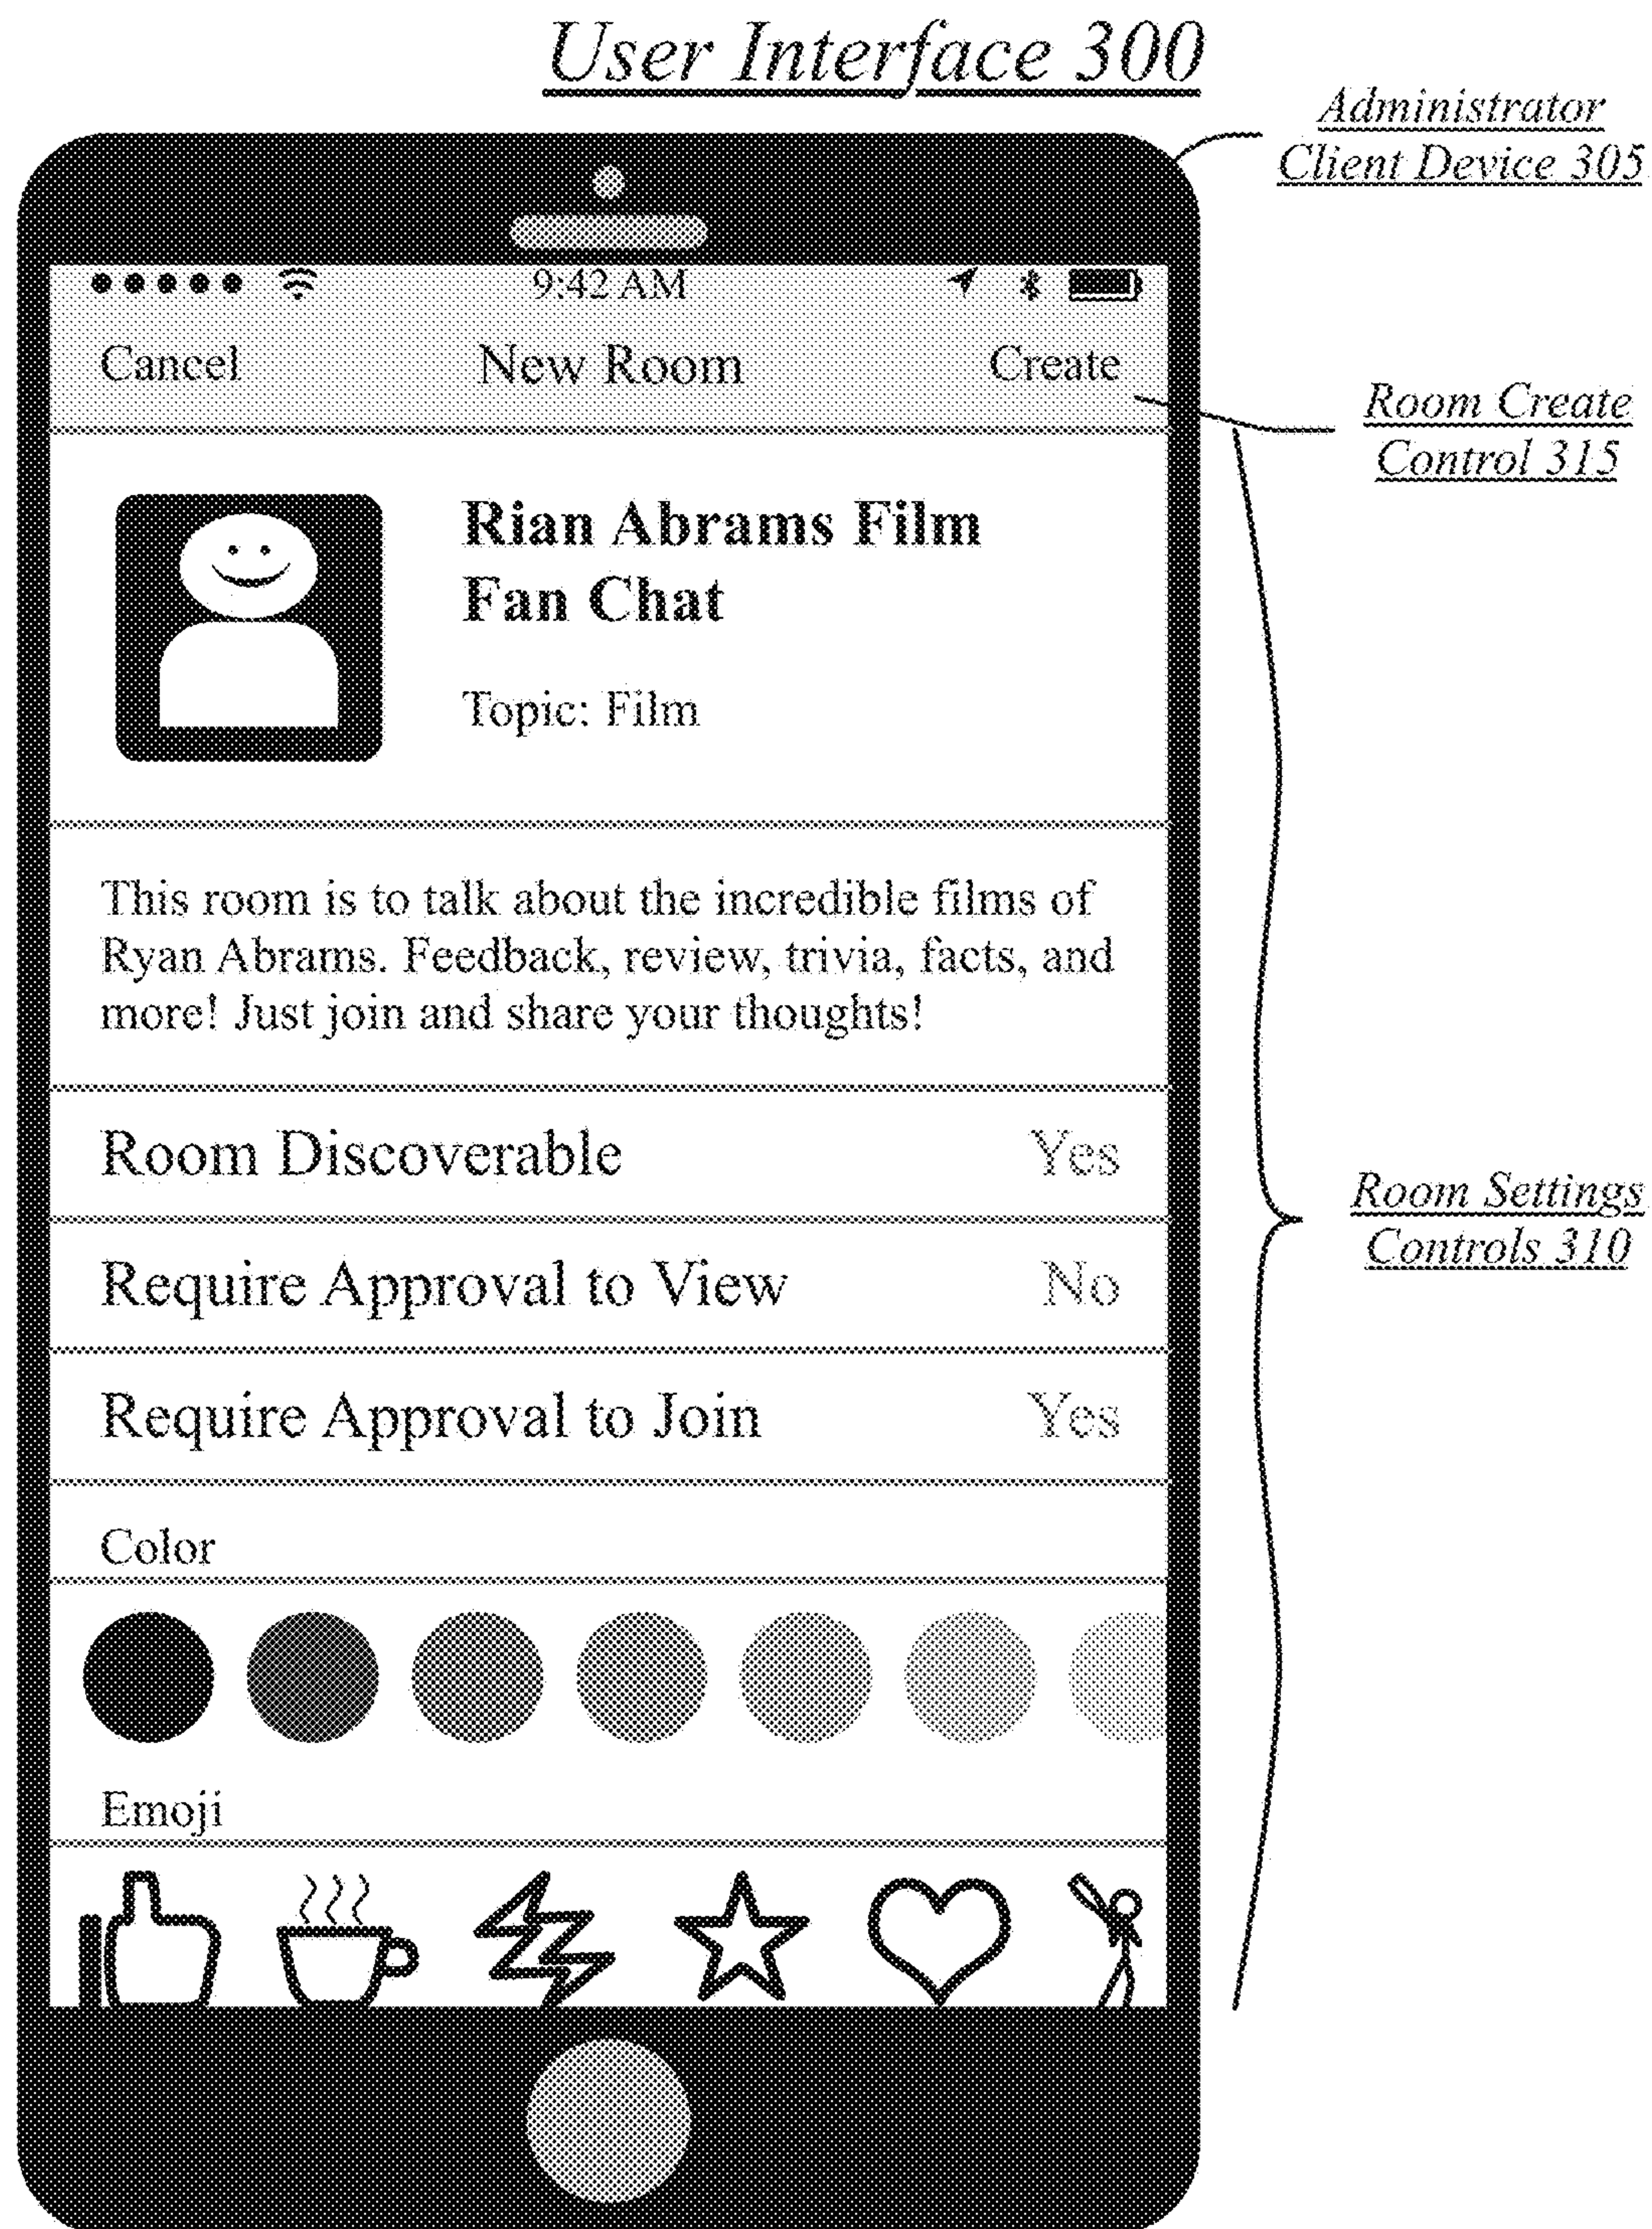 User Interface 300
Administrator
Client Device 305
9:42 AM
Cancel
New Room
Create
Room Create
Control 315
Rian Abrams Film
Fan Chat
Topic: Film
This room is to talk about the incredible films of
Ryan Abrams. Feedback, review, trivia, facts, and
more! Just join and share your thoughts!
Room Discoverable
Yes
Room Settings
Controls 310
Require Approval to View
No
Require Approval to Join
Yes
Color
Emoji